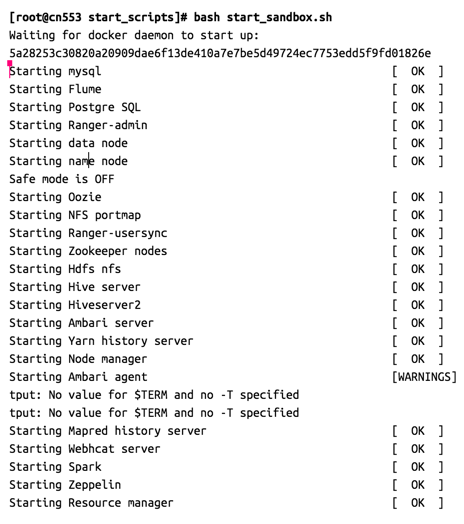 [root@cn553 start_scripts]# bash start_sandbox.sh
Waiting for docker daemon to start up:
5a28253c30820a20909dae6f13de410a7e7be5d49724ec7753edd5f9fd01826e
Starting mysql [ OK ]
Starting Flume [ OK ]
Starting Postgre SQL [ OK ]
Starting Ranger-admin [ OK ]
Starting data node [ OK ]
Starting name node [ OK ]
Safe mode is OFF
Starting Oozie [ OK ]
Starting NFS portmap [ OK ]
Starting Ranger-usersync [ OK ]
Starting Zookeeper nodes [ OK ]
Starting Hdfs nfs [ OK ]
Starting Hive server [ OK ]
Starting Hiveserver2 [ OK ]
Starting Ambari server [ OK ]
Starting Yarn history server [ OK ]
Starting Node manager [ OK ]
Starting Ambari agent [WARNINGS]
tput: No value for $TERM and no -T specified
tput: No value for $TERM and no -T specified
Starting Mapred history server [ OK ]
Starting Webhcat server [ OK ]
Starting Spark [ OK ]
Starting Zeppelin [ OK ]
Starting Resource manager [ OK ]